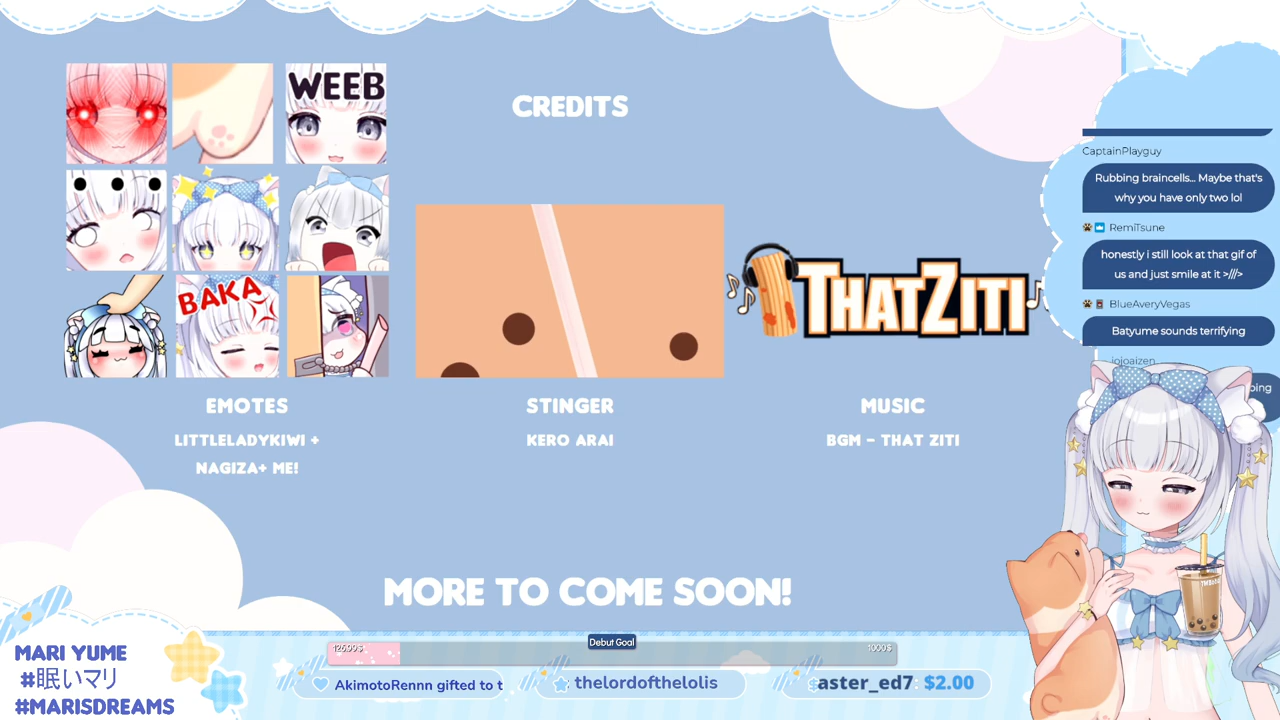 WEEB
BAKA
CREDITS
THATZITI
EMOTES
LITTLELADYKIWI +
NAGIZA+ ME!
STINGER
KERO ARAI
MUSIC
BGM - THAT ZITI
MORE TO COME SOON!
CaptainPlayguy
Rubbing braincells... Maybe that's
why you have only two lol
RemiTsune
honestly i still look at that gif of
us and just smile at it >///>
BlueAveryVegas
Batyume sounds terrifying
jojoaizen
MARI YUME
#眠いマリ
#MARISDREAMS
Debut Goal
126.99$
1000$
AkimotoRennn gifted to t
thelordofthelolis
aster_ed7: $2.00